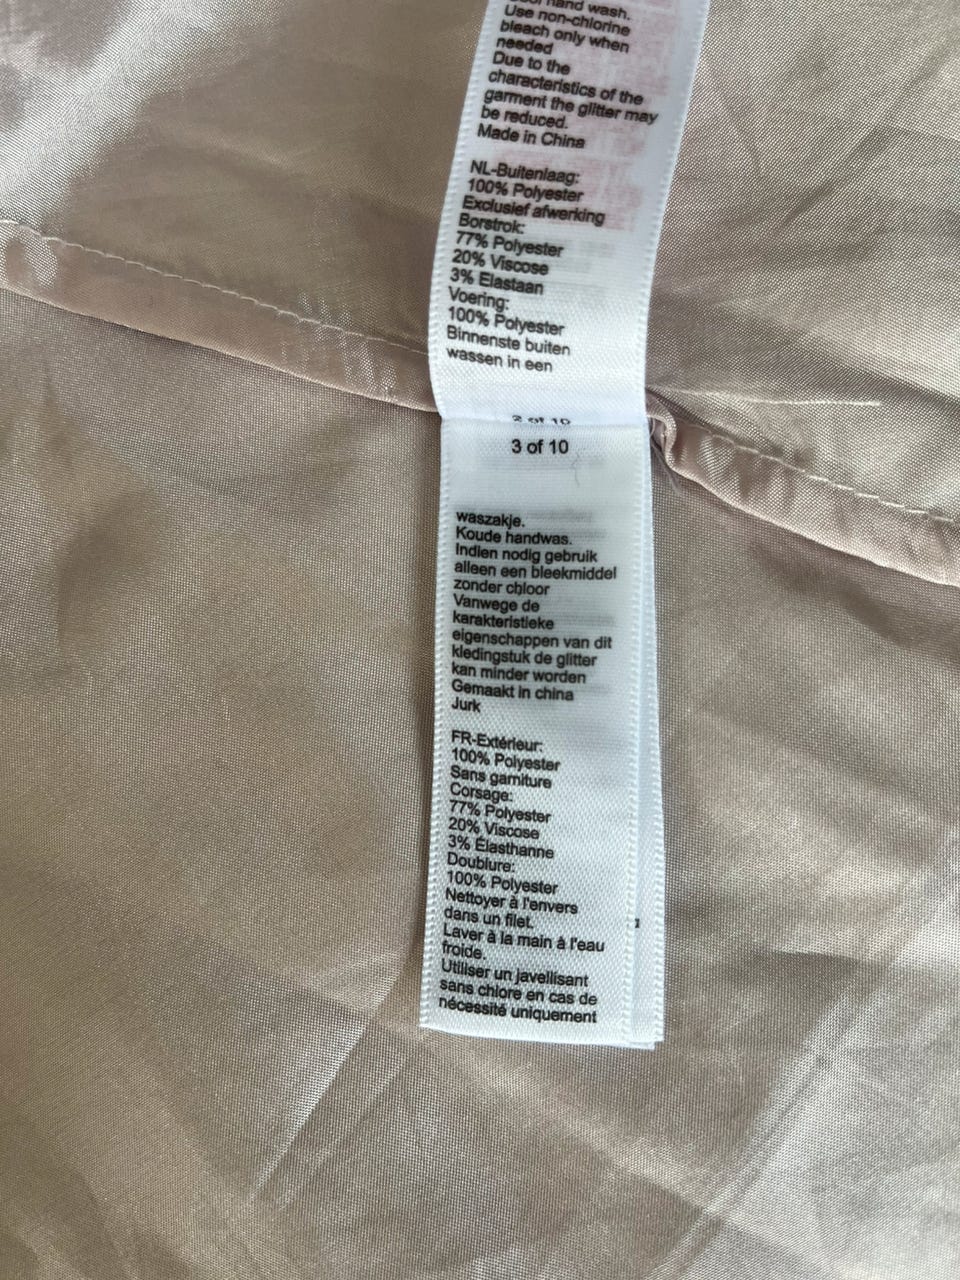 hand wash.
Use non-chlorine
bleach only when
needed
Due to the
characteristics of the
garment the glitter may
be reduced.
Made in China
NL-Buitenlaag:
100% Polyester
Exclusief afwerking
Borstrok:
77% Polyester
20% Viscose
3% Elastaan
Voering:
100% Polyester
Binnenste buiten
wassen in een
2 of 10
3 of 10
waszakje.
Koude handwas.
Indien nodig gebruik
alleen een bleekmiddel
zonder chloor
Vanwege de
karakteristieke
eigenschappen van dit
kledingstuk de glitter
kan minder worden
Gemaakt in china
Jurk
FR-Extérieur:
100% Polyester
Sans garniture
Corsage:
77% Polyester
20% Viscose
3% Élasthanne
Doublure:
100% Polyester
Nettoyer à l'envers
dans un filet.
Laver à la main à l'eau
froide.
Utiliser un javellisant
sans chlore en cas de
nécessité uniquement